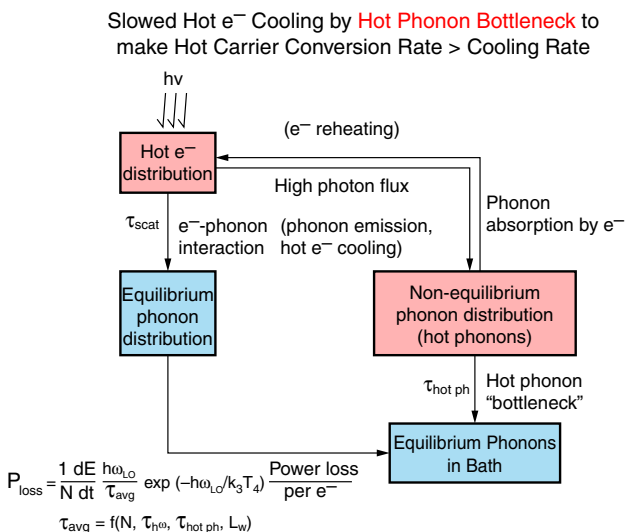 Slowed Hot e⁻ Cooling by Hot Phonon Bottleneck to
make Hot Carrier Conversion Rate > Cooling Rate
hv
(e⁻ reheating)
Hot e⁻
distribution
High photon flux
Phonon
absorption by e⁻
τscat
e⁻-phonon
interaction
(phonon emission,
hot e⁻ cooling)
Equilibrium
phonon
distribution
Non-equilibrium
phonon distribution
(hot phonons)
τhot ph
Hot phonon
“bottleneck”
Equilibrium Phonons
in Bath
Ploss = 1/N dE/dt hωLO/τavg exp (−hωLO/k3T4) Power loss/per e⁻
τavg = f(N, τhω, τhot ph, Lw)